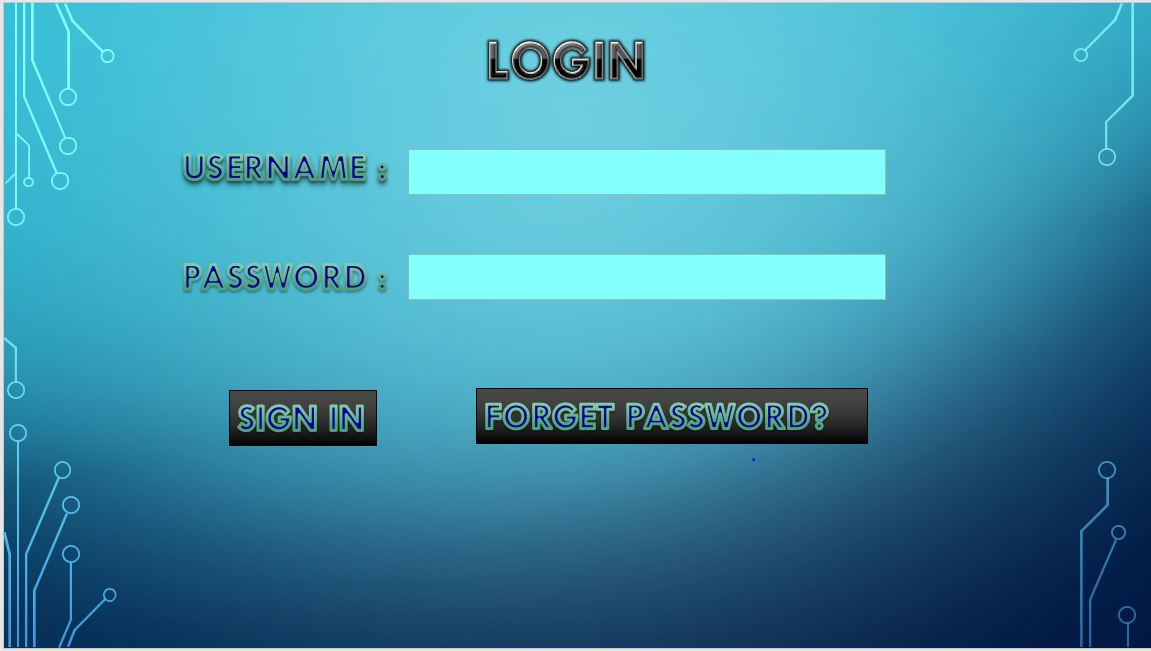 LOGIN
USERNAME :
PASSWORD :
SIGN IN
FORGET PASSWORD?